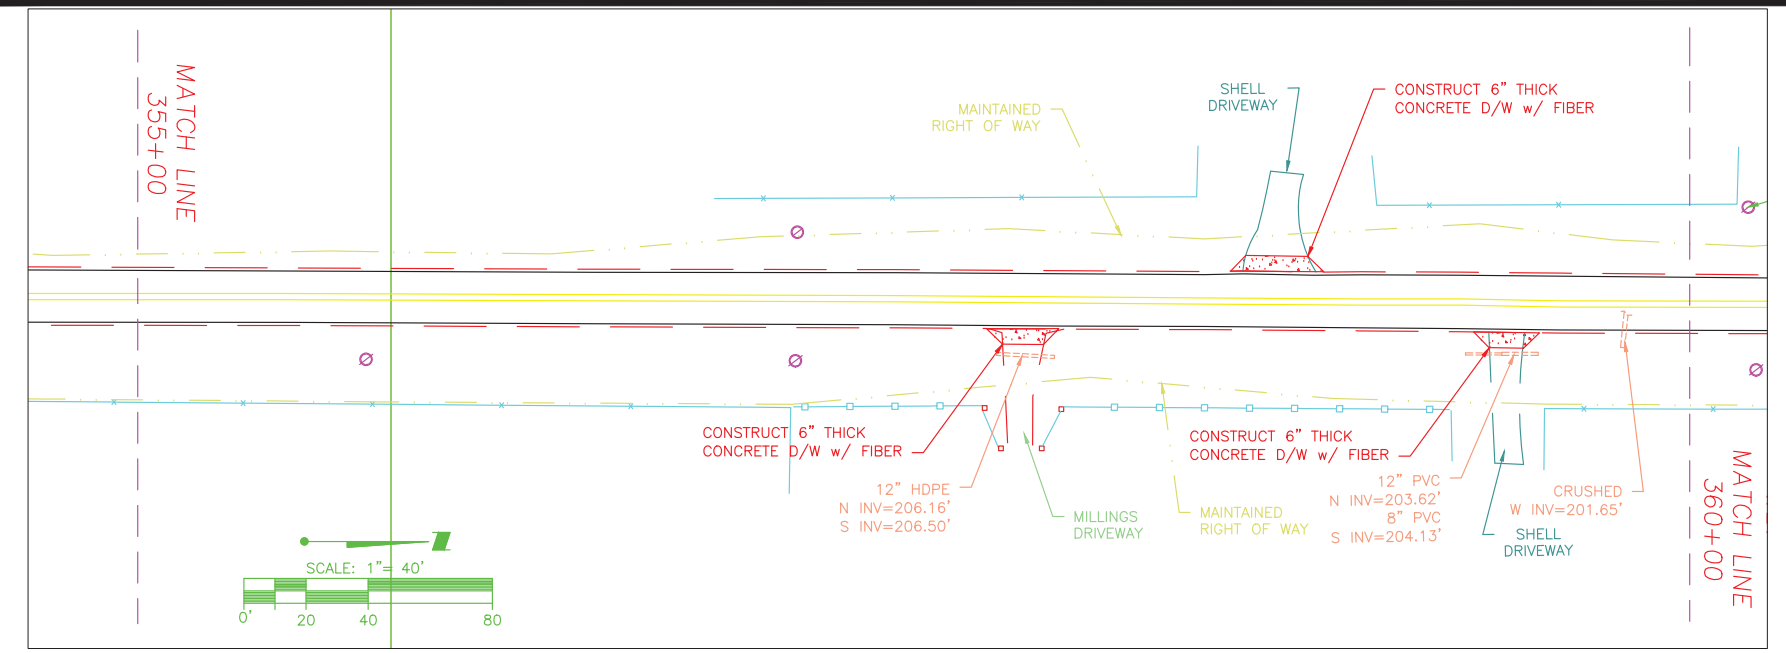 MATCH LINE
355+00
MAINTAINED
RIGHT OF WAY
SHELL
DRIVEWAY
CONSTRUCT 6” THICK
CONCRETE D/W w/ FIBER
CONSTRUCT 6” THICK
CONCRETE D/W w/ FIBER
12” HDPE
N INV=206.16'
S INV=206.50'
MILLINGS
DRIVEWAY
MAINTAINED
RIGHT OF WAY
CONSTRUCT 6” THICK
CONCRETE D/W w/ FIBER
12” PVC
N INV=203.62'
8” PVC
S INV=204.13'
SHELL
DRIVEWAY
CRUSHED
W INV=201.65'
MATCH LINE
360+00
SCALE: 1”= 40'
0' 20 40 80